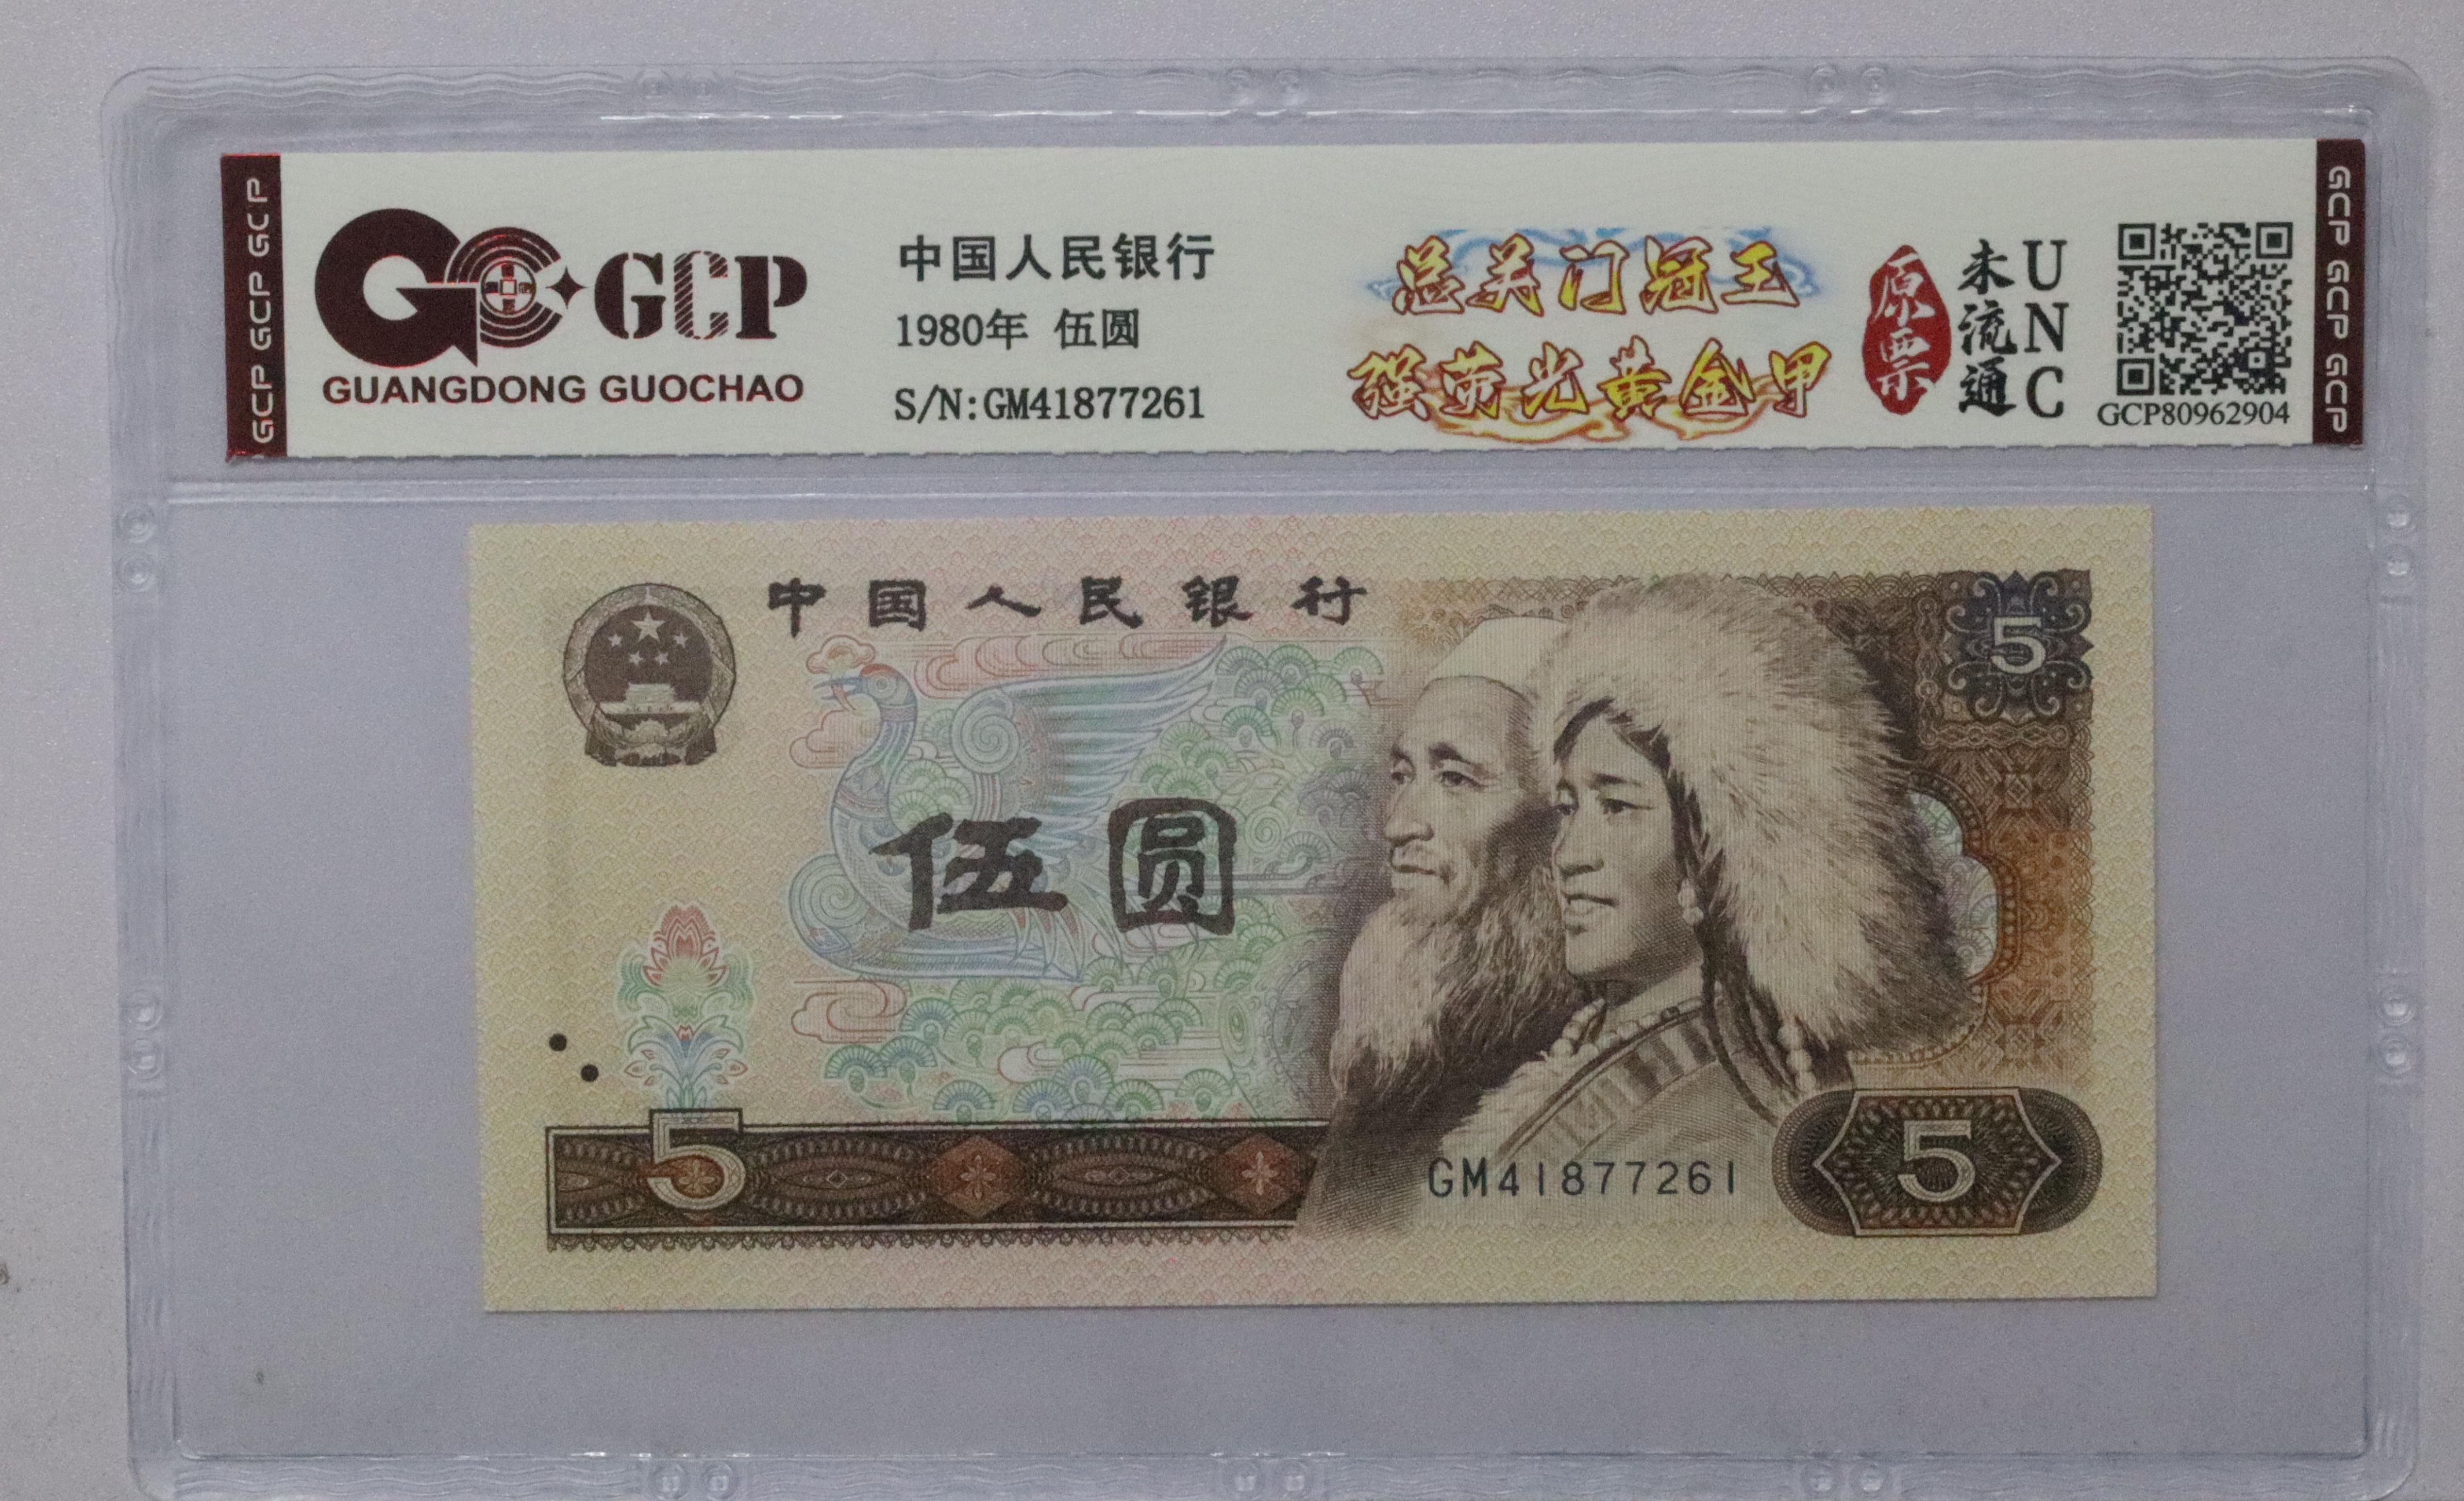 GCP GCP GCP
GCP
GUANGDONG GUOCHAO
中国人民银行
1980年 伍圆
S/N:GM41877261
总关门冠王
强荧光黄金甲
原票
未流通
UNC
GCP80962904
GCP GCP GCP
中国人民银行
5
伍圆
5
GM41877261
5